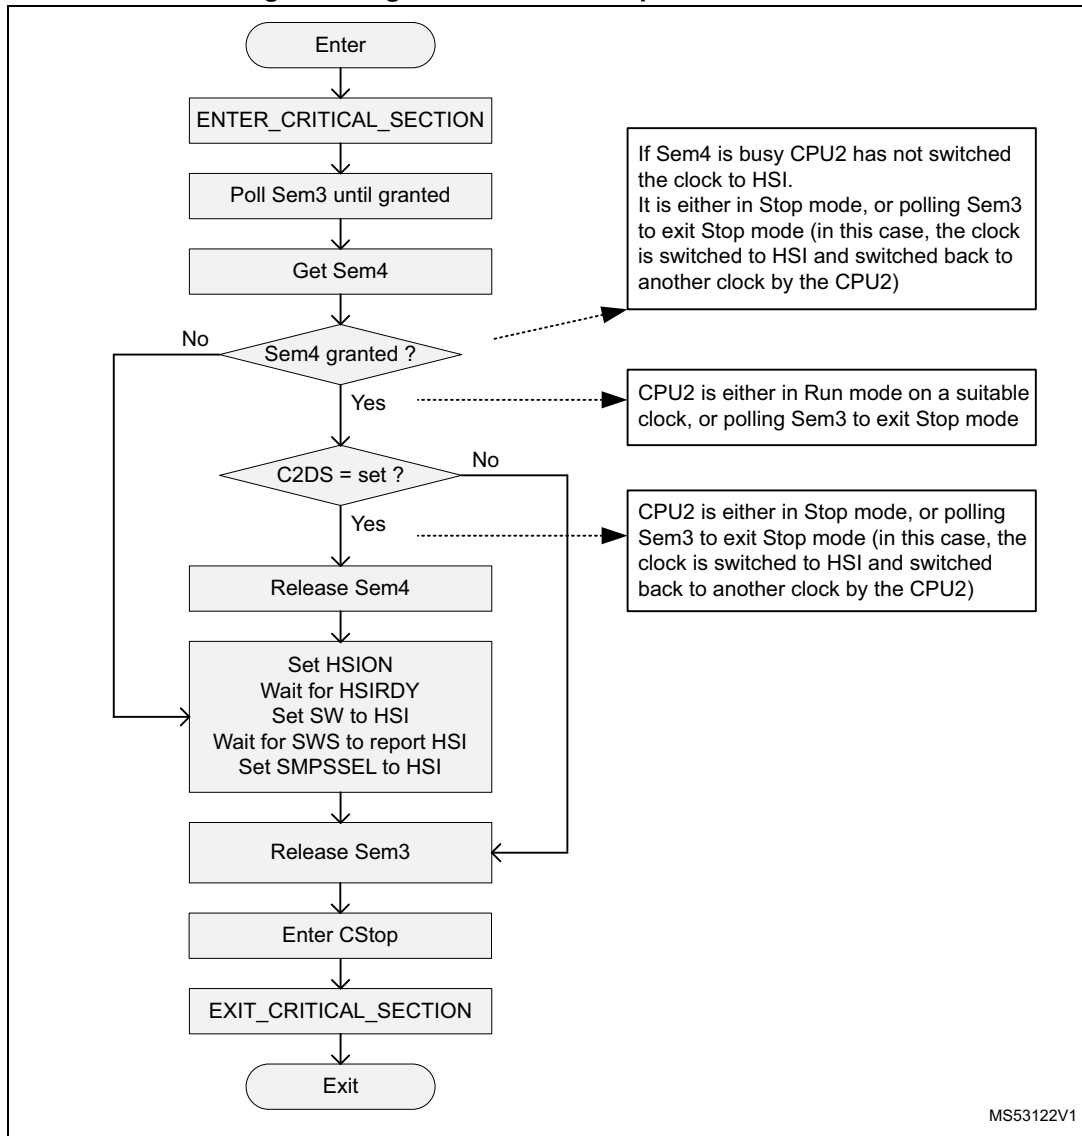 Enter
ENTER_CRITICAL_SECTION
Poll Sem3 until granted
Get Sem4
If Sem4 is busy CPU2 has not switched
the clock to HSI.
It is either in Stop mode, or polling Sem3
to exit Stop mode (in this case, the clock
is switched to HSI and switched back to
another clock by the CPU2)
No
Sem4 granted ?
Yes
CPU2 is either in Run mode on a suitable
clock, or polling Sem3 to exit Stop mode
C2DS = set ?
No
Yes
CPU2 is either in Stop mode, or polling
Sem3 to exit Stop mode (in this case, the
clock is switched to HSI and switched
back to another clock by the CPU2)
Release Sem4
Set HSION
Wait for HSIRDY
Set SW to HSI
Wait for SWS to report HSI
Set SMPSSEL to HSI
Release Sem3
Enter CStop
EXIT_CRITICAL_SECTION
Exit
MS53122V1